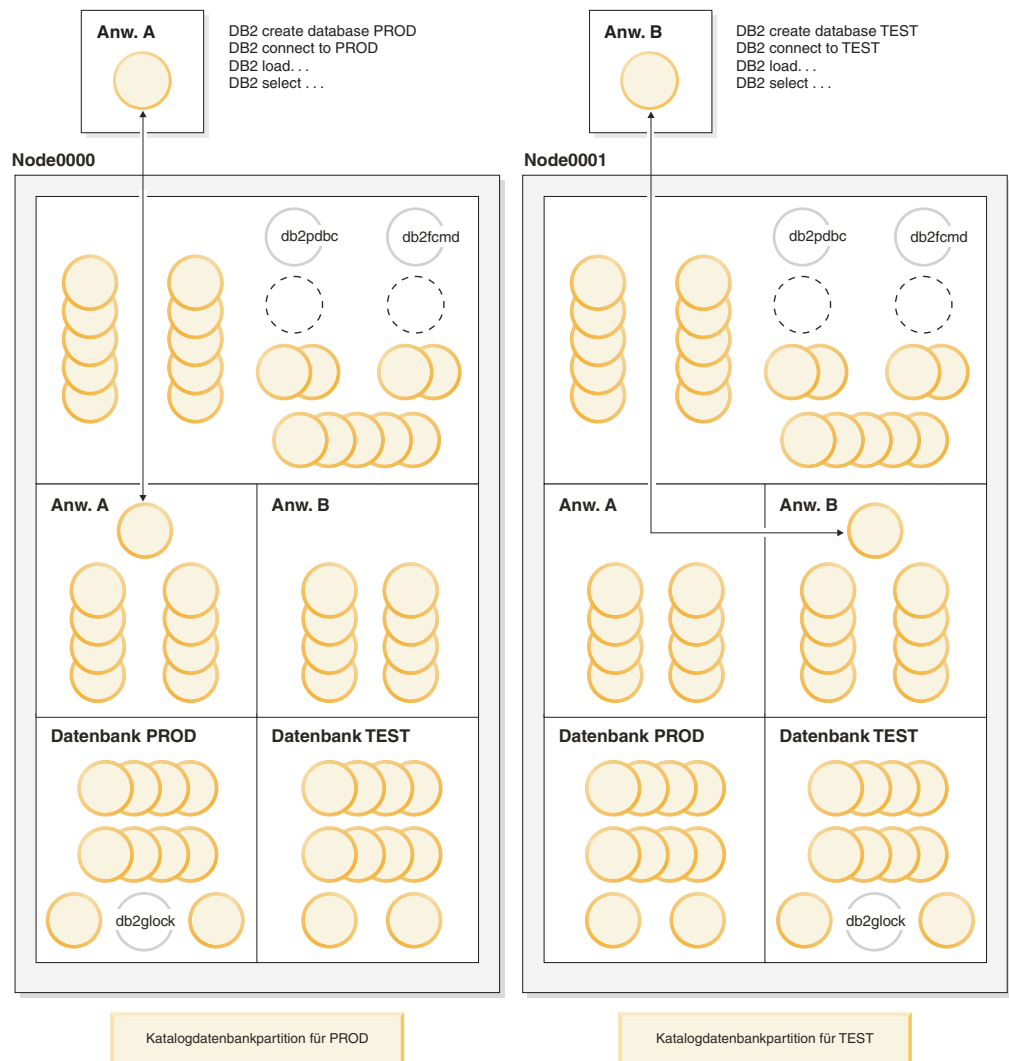 Anw. A
DB2 create database PROD
DB2 connect to PROD
DB2 load. . .
DB2 select . . .
Anw. B
DB2 create database TEST
DB2 connect to TEST
DB2 load. . .
DB2 select . . .
Node0000
db2pdbc
db2fcmd
Anw. A
Anw. B
Datenbank PROD
Datenbank TEST
db2glock
Katalogdatenbankpartition für PROD
Node0001
db2pdbc
db2fcmd
Anw. A
Anw. B
Datenbank PROD
Datenbank TEST
db2glock
Katalogdatenbankpartition für TEST